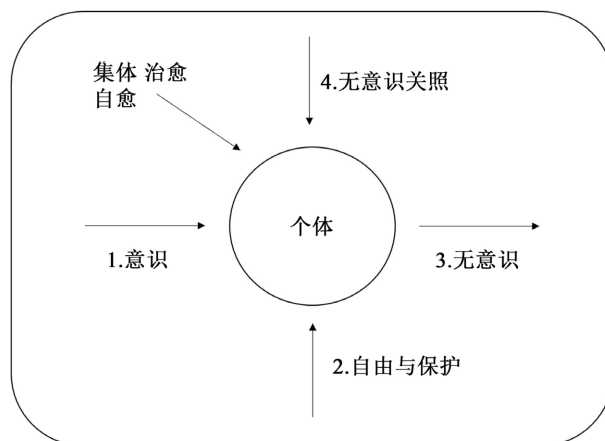 集体 治愈
自愈
4.无意识关照
个体
1.意识
3.无意识
2.自由与保护